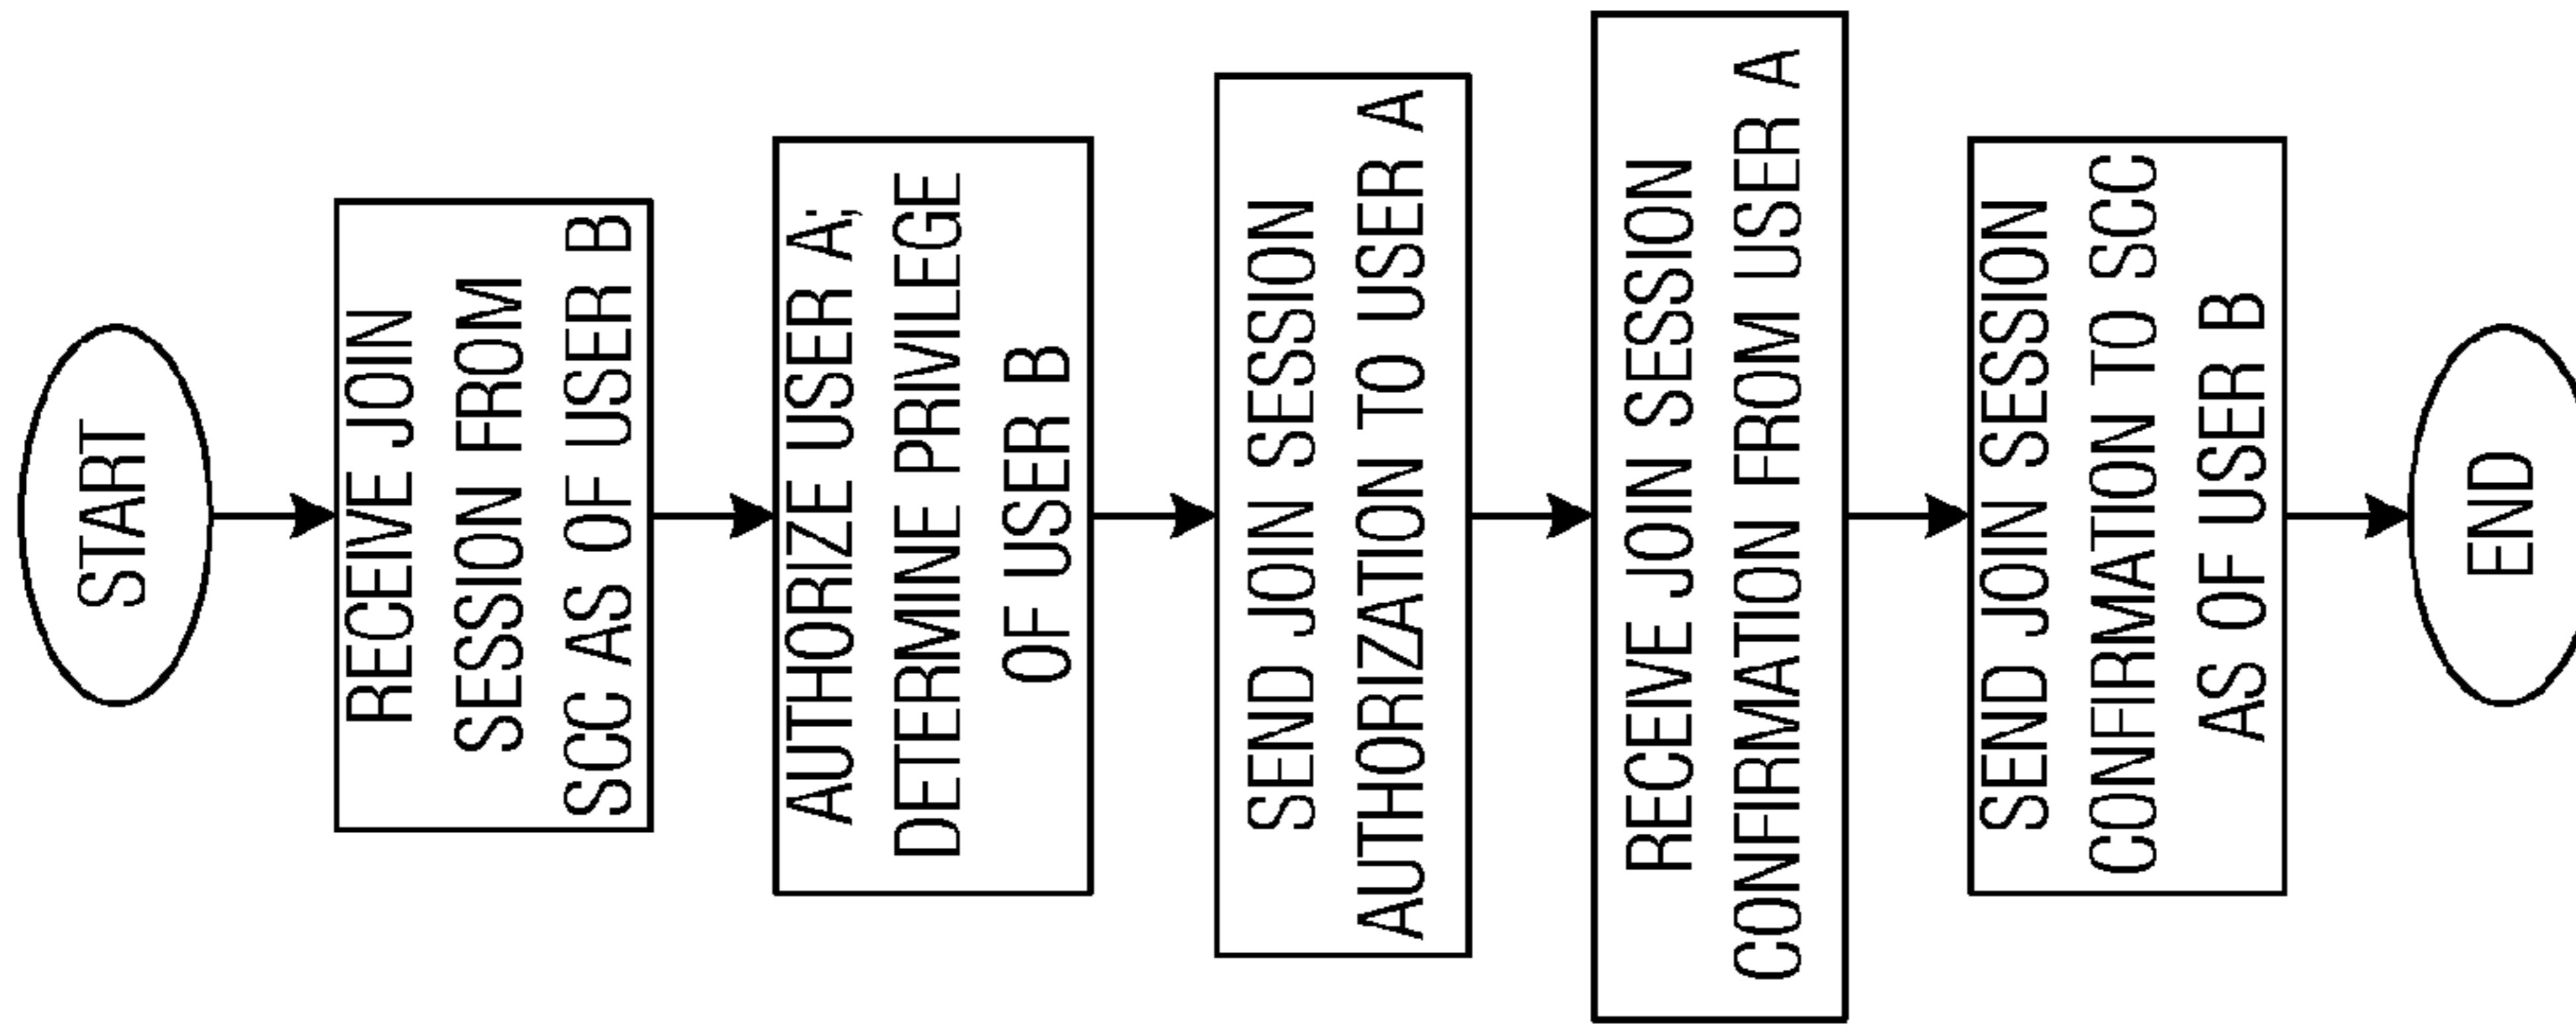 START
RECEIVE JOIN
SESSION FROM
SCC AS OF USER B
AUTHORIZE USER A;
DETERMINE PRIVILEGE
OF USER B
SEND JOIN SESSION
AUTHORIZATION TO USER A
RECEIVE JOIN SESSION
CONFIRMATION FROM USER A
SEND JOIN SESSION
CONFIRMATION TO SCC
AS OF USER B
END